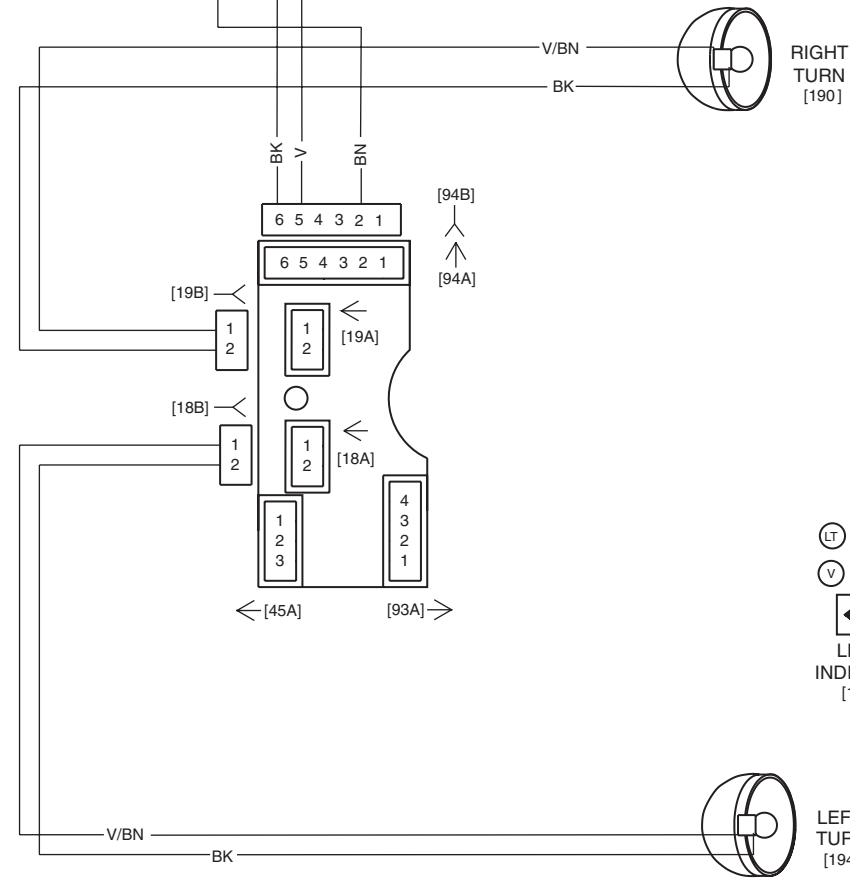 V/BN
RIGHT
TURN
[190]
BK
BK
V
BN
[94B]
6 5 4 3 2 1
6 5 4 3 2 1
[94A]
[19B]
1
2
1
2
[19A]
[18B]
1
2
1
2
[18A]
1
2
3
4
3
2
1
[45A]
[93A]
LT
V
[194
V/BN
BK